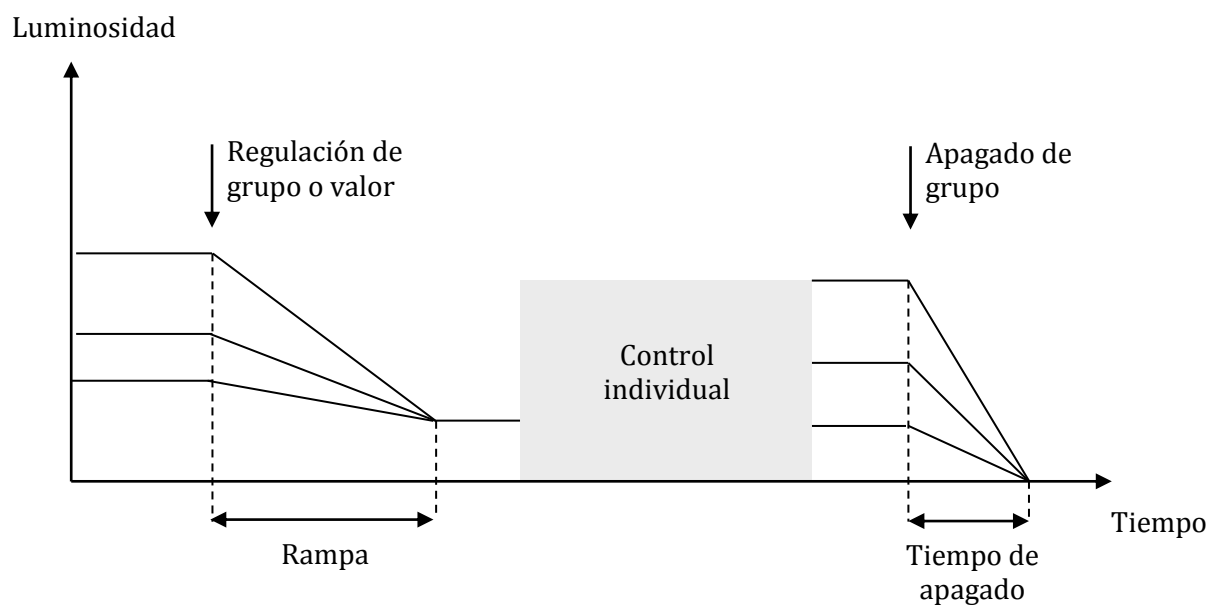 Luminosidad
Regulación de
grupo o valor
Apagado de
grupo
Control
individual
Tiempo
Rampa
Tiempo de
apagado